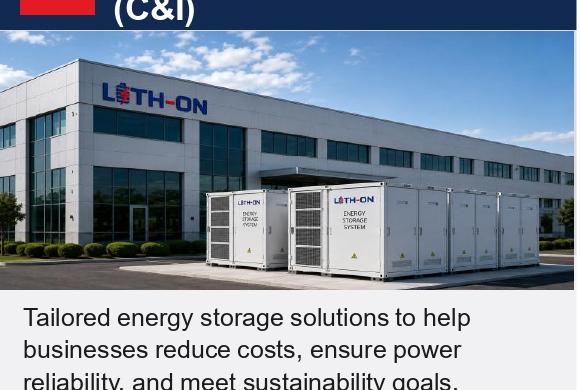 (C&I)
LITH-ON
LITH-ON
ENERGY
STORAGE
SYSTEM
LITH-ON
ENERGY
STORAGE
SYSTEM
Tailored energy storage solutions to help
businesses reduce costs, ensure power
reliability, and meet sustainability goals.